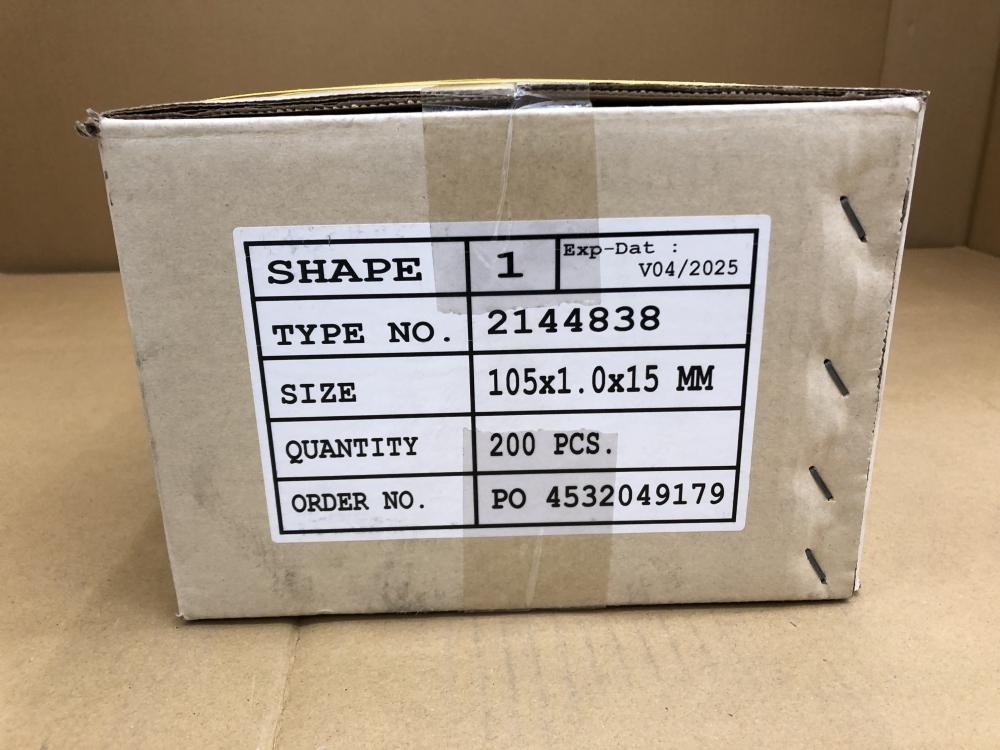 SHAPE 1 Exp-Dat :
V04/2025
TYPE NO. 2144838
SIZE 105x1.0x15 MM
QUANTITY 200 PCS.
ORDER NO. PO 4532049179